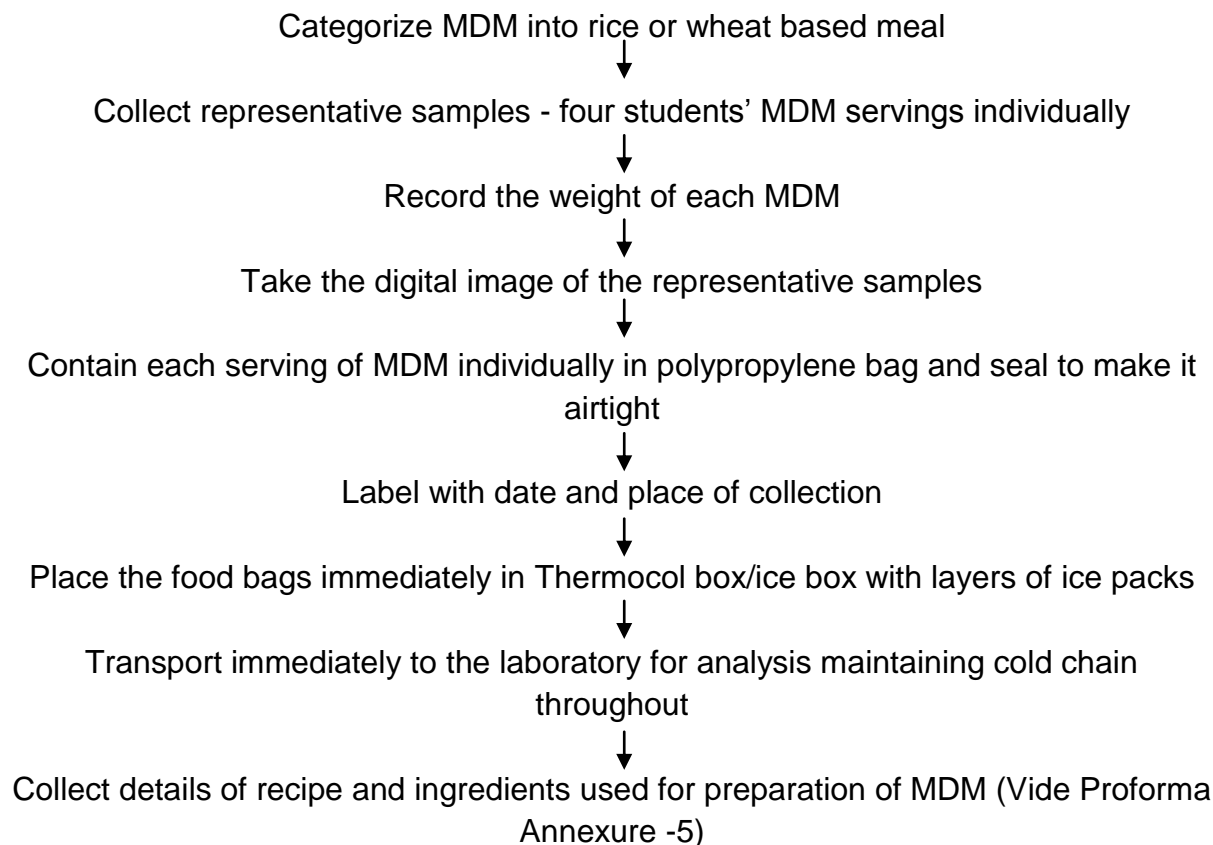 Categorize MDM into rice or wheat based meal
Collect representative samples - four students’ MDM servings individually
Record the weight of each MDM
Take the digital image of the representative samples
Contain each serving of MDM individually in polypropylene bag and seal to make it
airtight
Label with date and place of collection
Place the food bags immediately in Thermocol box/ice box with layers of ice packs
Transport immediately to the laboratory for analysis maintaining cold chain
throughout
Collect details of recipe and ingredients used for preparation of MDM (Vide Proforma
Annexure -5)